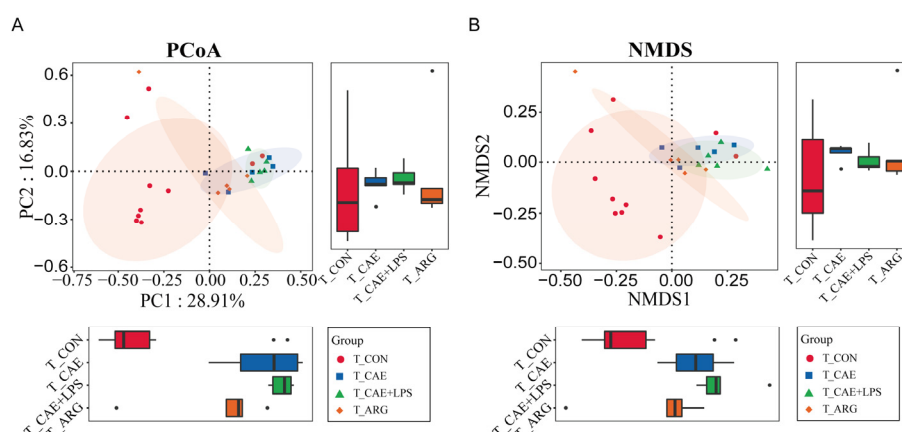 A
PCoA
PC2 : 16.83%
0.6
0.3
0.0
−0.3
−0.6
−0.75
−0.50
−0.25
0.00
0.25
0.50
PC1 : 28.91%
T_CON
T_CAE
T_CAE+LPS
T_ARG
T_CON
T_CAE
T_CAE+LPS
T_ARG
Group
T_CON
T_CAE
T_CAE+LPS
T_ARG
B
NMDS
NMDS2
0.25
0.00
−0.25
−0.50
−0.50
−0.25
0.00
0.25
0.50
NMDS1
T_CON
T_CAE
T_CAE+LPS
T_ARG
T_CON
T_CAE
T_CAE+LPS
T_ARG
Group
T_CON
T_CAE
T_CAE+LPS
T_ARG